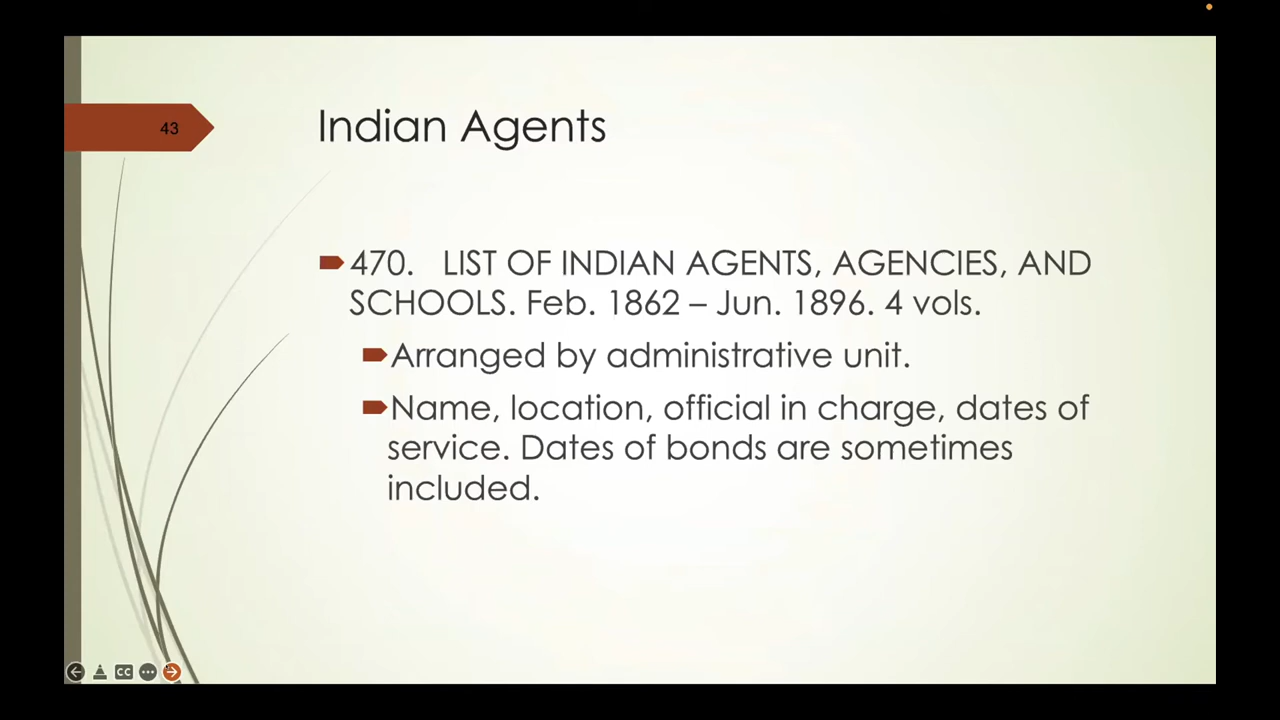 43
Indian Agents
470. LIST OF INDIAN AGENTS, AGENCIES, AND
SCHOOLS. Feb. 1862 – Jun. 1896. 4 vols.
Arranged by administrative unit.
Name, location, official in charge, dates of
service. Dates of bonds are sometimes
included.
CC